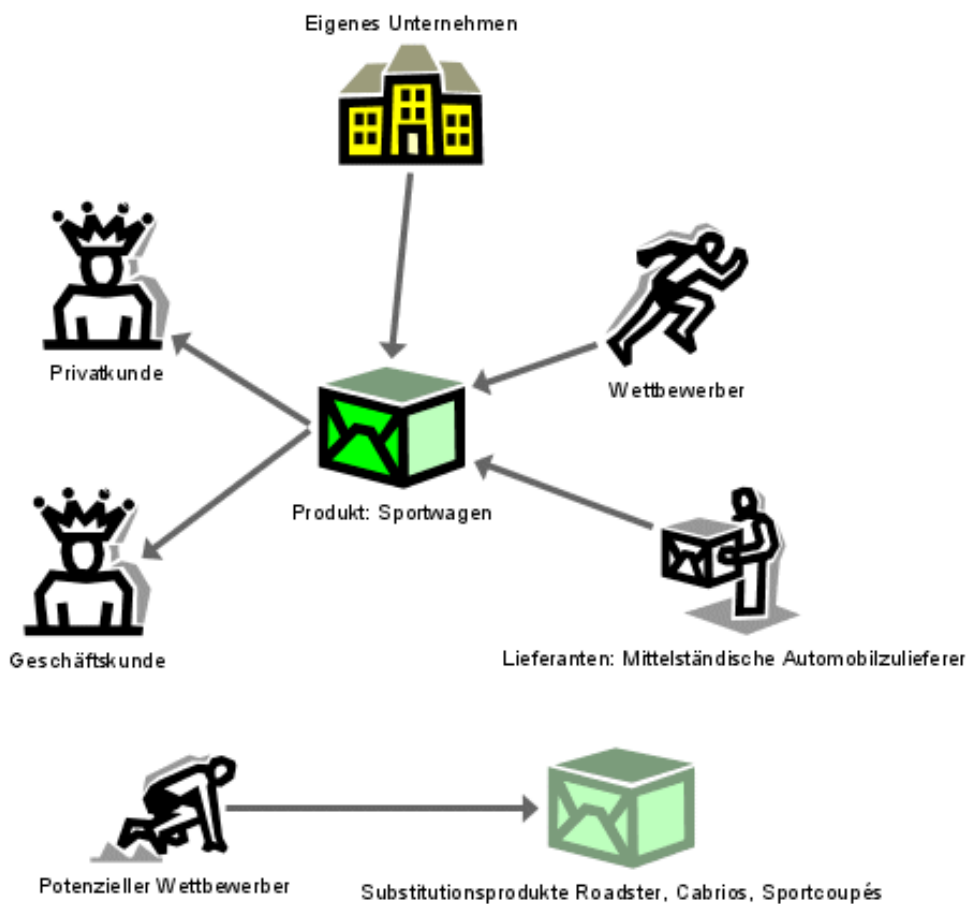 Eigenes Unternehmen
Privatkunde
Wettbewerber
Produkt: Sportwagen
Geschäftskunde
Lieferanten: Mittelständische Automobilzulieferer
Potenzieller Wettbewerber
Substitutionsprodukte Roadster, Cabrios, Sportcoupés